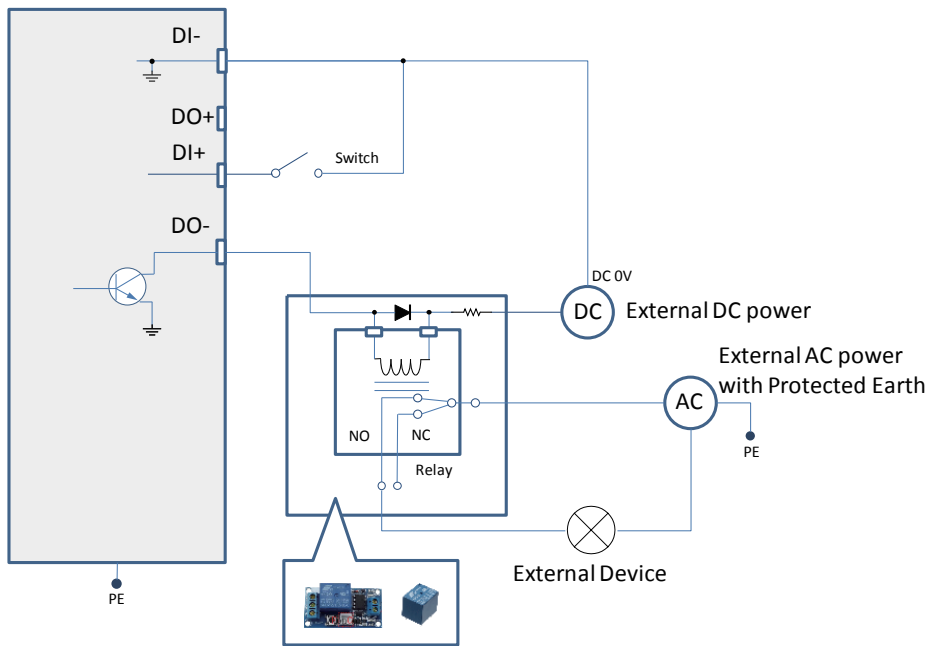 DI-
DO+
DI+
Switch
DO-
DC 0V
DC
External DC power
External AC power
with Protected Earth
AC
PE
NO
NC
Relay
External Device
PE